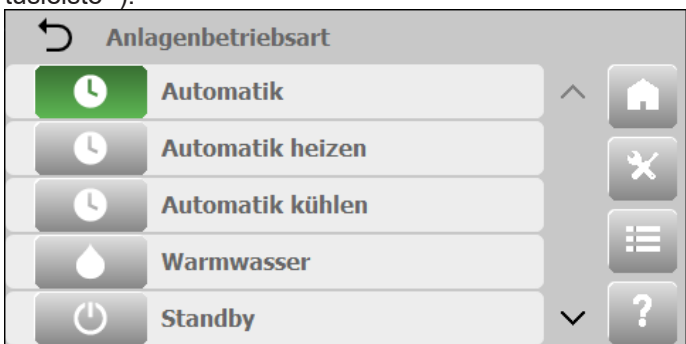 Anlagenbetriebsart
Automatik
Automatik heizen
Automatik kühlen
Warmwasser
Standby
?